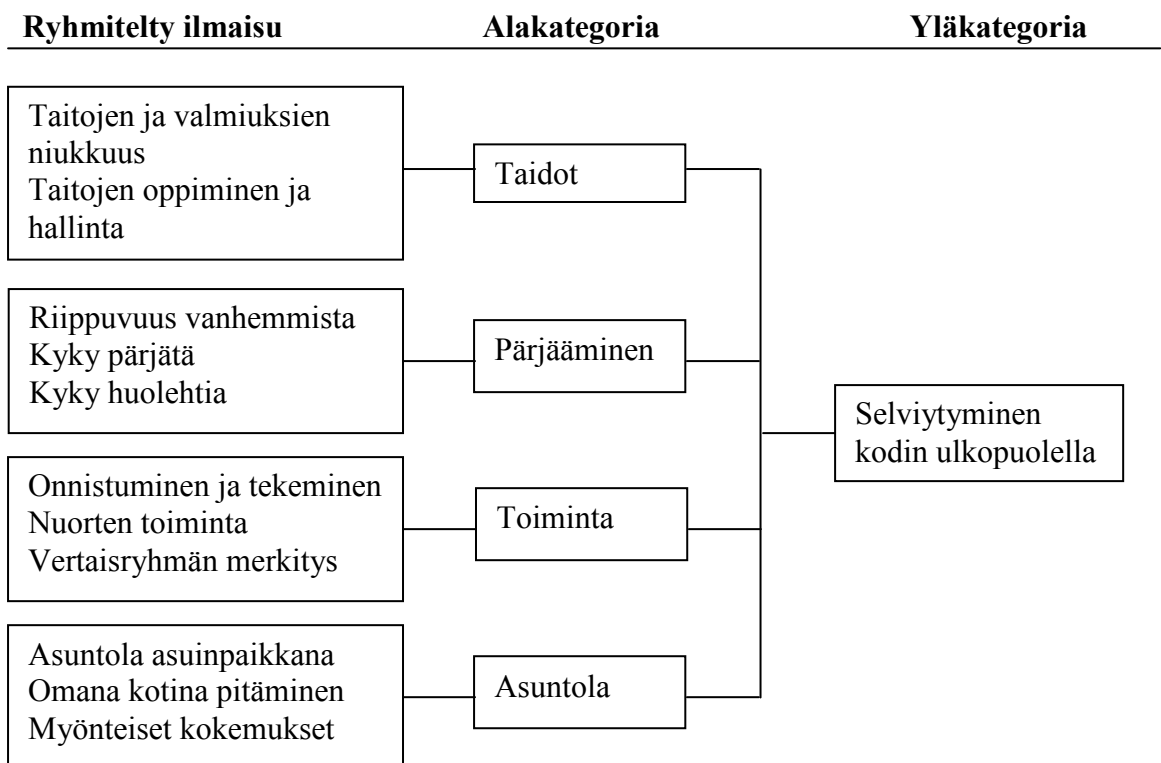 Ryhmitelty ilmaisu Alakategoria Yläkategoria
Taitojen ja valmiuksien
niukkuus
Taitojen oppiminen ja
hallinta
Taidot
Riippuvuus vanhemmista
Kyky pärjätä
Kyky huolehtia
Pärjääminen
Selviytyminen
kodin ulkopuolella
Onnistuminen ja tekeminen
Nuorten toiminta
Vertaisryhmän merkitys
Toiminta
Asuntola asuinpaikkana
Omana kotina pitäminen
Myönteiset kokemukset
Asuntola